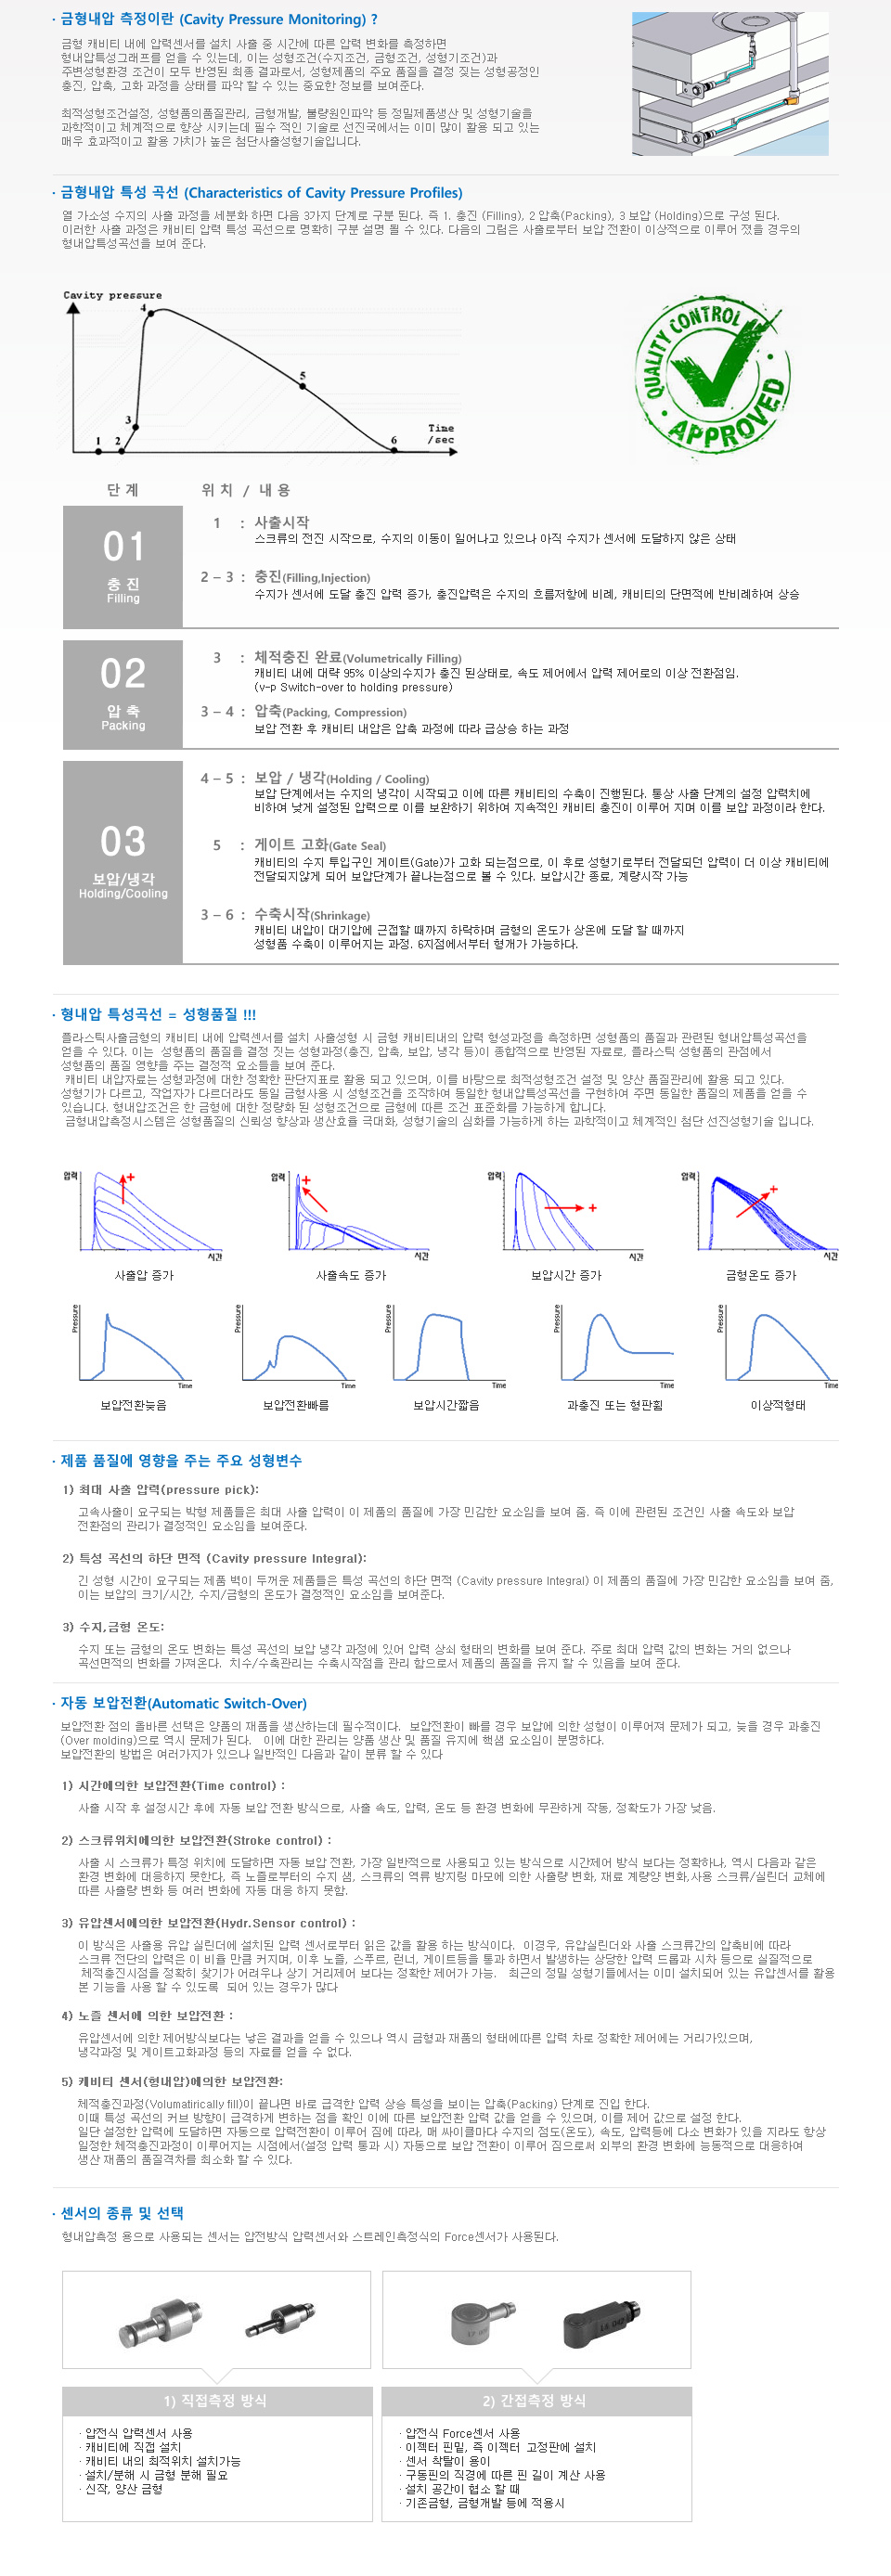 · 금형내압 측정이란 (Cavity Pressure Monitoring) ?
금형 캐비티 내에 압력센서를 설치 사출 중 시간에 따른 압력 변화를 측정하면
형내압특성그래프를 얻을 수 있는데, 이는 성형조건(수지조건, 금형조건, 성형기조건)과
주변성형환경 조건이 모두 반영된 최종 결과로서, 성형제품의 주요 품질을 결정 짖는 성형공정인
충진, 압축, 고화 과정을 상태를 파악 할 수 있는 중요한 정보를 보여준다.
최적성형조건설정, 성형품의품질관리, 금형개발, 불량원인파악 등 정밀제품생산 및 성형기술을
과학적이고 체계적으로 향상 시키는데 필수 적인 기술로 선진국에서는 이미 많이 활용 되고 있는
매우 효과적이고 활용 가치가 높은 첨단사출성형기술입니다.
· 금형내압 특성 곡선 (Characteristics of Cavity Pressure Profiles)
열 가소성 수지의 사출 과정을 세분화 하면 다음 3가지 단계로 구분 된다. 즉 1. 충진 (Filling), 2 압축(Packing), 3 보압 (Holding)으로 구성 된다.
이러한 사출 과정은 캐비티 압력 특성 곡선으로 명확히 구분 설명 될 수 있다. 다음의 그림은 사출로부터 보압 전환이 이상적으로 이루어 졌을 경우의
형내압특성곡선을 보여 준다.
Cavity pressure
4
5
3
1 2
6
Time
/sec
QUALITY CONTROL
APPROVED
단 계
위 치 / 내 용
01
충 진
Filling
1 : 사출시작
스크류의 전진 시작으로, 수지의 이동이 일어나고 있으나 아직 수지가 센서에 도달하지 않은 상태
2 – 3 : 충진(Filling,Injection)
수지가 센서에 도달 충진 압력 증가, 충진압력은 수지의 흐름저항에 비례, 캐비티의 단면적에 반비례하여 상승
02
압 축
Packing
3 : 체적충진 완료(Volumetrically Filling)
캐비티 내에 대략 95% 이상의수지가 충진 된상태로, 속도 제어에서 압력 제어로의 이상 전환점임.
(v-p Switch-over to holding pressure)
3 – 4 : 압축(Packing, Compression)
보압 전환 후 캐비티 내압은 압축 과정에 따라 급상승 하는 과정
03
보압/냉각
Holding/Cooling
4 – 5 : 보압 / 냉각(Holding / Cooling)
보압 단계에서는 수지의 냉각이 시작되고 이에 따른 캐비티의 수축이 진행된다. 통상 사출 단계의 설정 압력치에
비하여 낮게 설정된 압력으로 이를 보완하기 위하여 지속적인 캐비티 충진이 이루어 지며 이를 보압 과정이라 한다.
5 : 게이트 고화(Gate Seal)
캐비티의 수지 투입구인 게이트(Gate)가 고화 되는점으로, 이 후로 성형기로부터 전달되던 압력이 더 이상 캐비티에
전달되지않게 되어 보압단계가 끝나는점으로 볼 수 있다. 보압시간 종료, 계량시작 가능
3 – 6 : 수축시작(Shrinkage)
캐비티 내압이 대기압에 근접할 때까지 하락하며 금형의 온도가 상온에 도달 할 때까지
성형품 수축이 이루어지는 과정. 6지점에서부터 형개가 가능하다.
· 형내압 특성곡선 = 성형품질 !!!
플라스틱사출금형의 캐비티 내에 압력센서를 설치 사출성형 시 금형 캐비티내의 압력 형성과정을 측정하면 성형품의 품질과 관련된 형내압특성곡선을
얻을 수 있다. 이는 성형품의 품질을 결정 짓는 성형과정(충진, 압축, 보압, 냉각 등)이 종합적으로 반영된 자료로, 플라스틱 성형품의 관점에서
성형품의 품질 영향을 주는 결정적 요소들을 보여 준다.
캐비티 내압자료는 성형과정에 대한 정확한 판단지표로 활용 되고 있으며, 이를 바탕으로 최적성형조건 설정 및 양산 품질관리에 활용 되고 있다.
성형기가 다르고, 작업자가 다르더라도 동일 금형사용 시 성형조건을 조작하여 동일한 형내압특성곡선을 구현하여 주면 동일한 품질의 제품을 얻을 수
있습니다. 형내압조건은 한 금형에 대한 정량화 된 성형조건으로 금형에 따른 조건 표준화를 가능하게 합니다.
금형내압측정시스템은 성형품질의 신뢰성 향상과 생산효율 극대화, 성형기술의 심화를 가능하게 하는 과학적이고 체계적인 첨단 선진성형기술 입니다.
압력 + 시간
압력 + 시간
압력 + 시간
압력 + 시간
사출압 증가
사출속도 증가
보압시간 증가
금형온도 증가
Pressure Time
Pressure Time
Pressure Time
Pressure Time
Pressure Time
보압전환늦음
보압전환빠름
보압시간짧음
과충진 또는 형판휨
이상적형태
· 제품 품질에 영향을 주는 주요 성형변수
1) 최대 사출 압력(pressure pick):
고속사출이 요구되는 박형 제품들은 최대 사출 압력이 이 제품의 품질에 가장 민감한 요소임을 보여 줌. 즉 이에 관련된 조건인 사출 속도와 보압
전환점의 관리가 결정적인 요소임을 보여준다.
2) 특성 곡선의 하단 면적 (Cavity pressure Integral):
긴 성형 시간이 요구되는 제품 벽이 두꺼운 제품들은 특성 곡선의 하단 면적 (Cavity pressure Integral) 이 제품의 품질에 가장 민감한 요소임을 보여 줌,
이는 보압의 크기/시간, 수지/금형의 온도가 결정적인 요소임을 보여준다.
3) 수지,금형 온도:
수지 또는 금형의 온도 변화는 특성 곡선의 보압 냉각 과정에 있어 압력 상쇠 형태의 변화를 보여 준다. 주로 최대 압력 값의 변화는 거의 없으나
곡선면적의 변화를 가져온다. 치수/수축관리는 수축시작점을 관리 함으로서 제품의 품질을 유지 할 수 있음을 보여 준다.
· 자동 보압전환(Automatic Switch-Over)
보압전환 점의 올바른 선택은 양품의 재품을 생산하는데 필수적이다. 보압전환이 빠를 경우 보압에 의한 성형이 이루어져 문제가 되고, 늦을 경우 과충진
(Over molding)으로 역시 문제가 된다. 이에 대한 관리는 양품 생산 및 품질 유지에 핵샘 요소임이 분명하다.
보압전환의 방법은 여러가지가 있으나 일반적인 다음과 같이 분류 할 수 있다
1) 시간에의한 보압전환(Time control) :
사출 시작 후 설정시간 후에 자동 보압 전환 방식으로, 사출 속도, 압력, 온도 등 환경 변화에 무관하게 작동, 정확도가 가장 낮음.
2) 스크류위치에의한 보압전환(Stroke control) :
사출 시 스크류가 특정 위치에 도달하면 자동 보압 전환, 가장 일반적으로 사용되고 있는 방식으로 시간제어 방식 보다는 정확하나, 역시 다음과 같은
환경 변화에 대응하지 못한다, 즉 노즐로부터의 수지 샘, 스크류의 역류 방지링 마모에 의한 사출량 변화, 재료 계량양 변화,사용 스크류/실린더 교체에
따른 사출량 변화 등 여러 변화에 자동 대응 하지 못함.
3) 유압센서에의한 보압전환(Hydr.Sensor control) :
이 방식은 사출용 유압 실린더에 설치된 압력 센서로부터 읽은 값을 활용 하는 방식이다. 이경우, 유압실린더와 사출 스크류간의 압축비에 따라
스크류 전단의 압력은 이 비율 만큼 커지며, 이후 노즐, 스푸르, 런너, 게이트등을 통과 하면서 발생하는 상당한 압력 드롭과 시차 등으로 실질적으로
체적충진시점을 정확히 찾기가 어려우나 상기 거리제어 보다는 정확한 제어가 가능. 최근의 정밀 성형기들에서는 이미 설치되어 있는 유압센서를 활용
본 기능을 사용 할 수 있도록 되어 있는 경우가 많다
4) 노즐 센서에 의한 보압전환 :
유압센서에 의한 제어방식보다는 낳은 결과을 얻을 수 있으나 역시 금형과 재품의 형태에따른 압력 차로 정확한 제어에는 거리가있으며,
냉각과정 및 게이트고화과정 등의 자료를 얻을 수 없다.
5) 캐비티 센서(형내압)에의한 보압전환:
체적충진과정(Volumatirically fill)이 끝나면 바로 급격한 압력 상승 특성을 보이는 압축(Packing) 단계로 진입 한다.
이때 특성 곡선의 커브 방향이 급격하게 변하는 점을 확인 이에 따른 보압전환 압력 값을 얻을 수 있으며, 이를 제어 값으로 설정 한다.
일단 설정한 압력에 도달하면 자동으로 압력전환이 이루어 짐에 따라, 매 싸이클마다 수지의 점도(온도), 속도, 압력등에 다소 변화가 있을 지라도 항상
일정한 체적충진과정이 이루어지는 시점에서(설정 압력 통과 시) 자동으로 보압 전환이 이루어 짐으로써 외부의 환경 변화에 능동적으로 대응하여
생산 재품의 품질격차를 최소화 할 수 있다.
· 센서의 종류 및 선택
형내압측정 용으로 사용되는 센서는 압전방식 압력센서와 스트레인측정식의 Force센서가 사용된다.
1) 직접측정 방식
· 압전식 압력센서 사용
· 캐비티에 직접 설치
· 캐비티 내의 최적위치 설치가능
· 설치/분해 시 금형 분해 필요
· 신작, 양산 금형
2) 간접측정 방식
· 압전식 Force센서 사용
· 이젝터 핀밑, 즉 이젝터 고정판에 설치
· 센서 착탈이 용이
· 구동핀의 직경에 따른 핀 길이 계산 사용
· 설치 공간이 협소 할 때
· 기존금형, 금형개발 등에 적용시